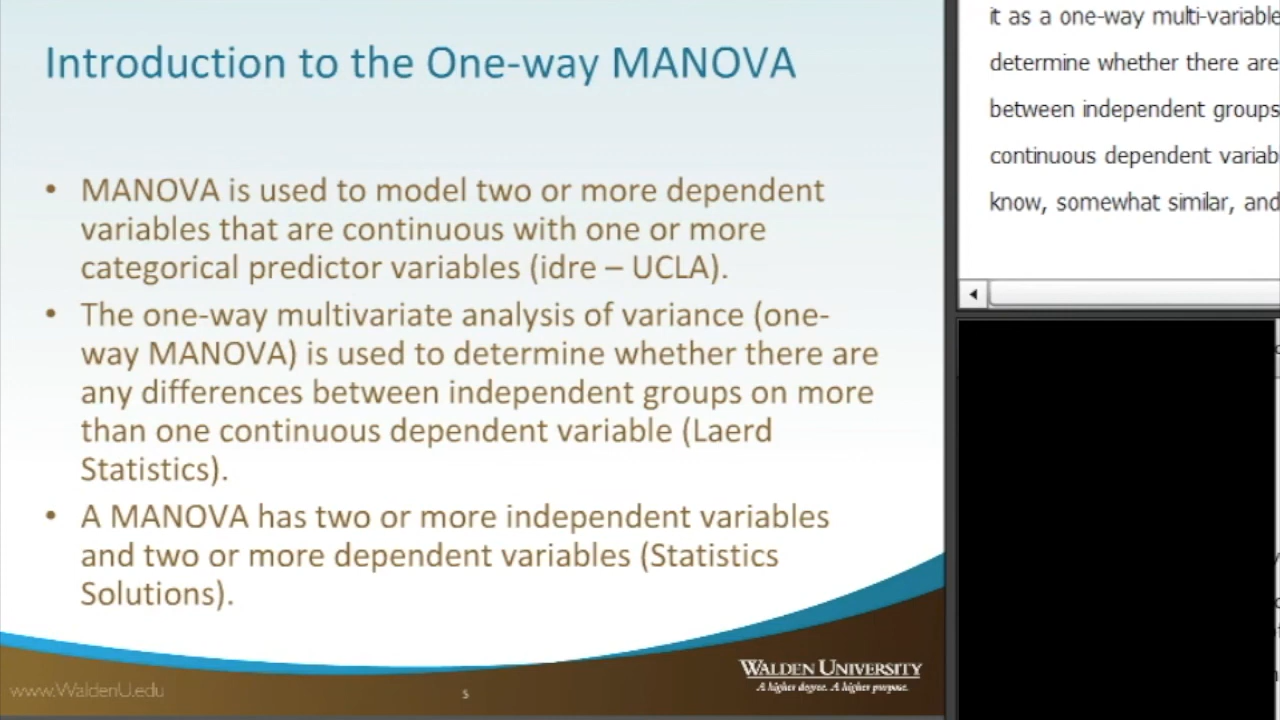 Introduction to the One-way MANOVA
• MANOVA is used to model two or more dependent
variables that are continuous with one or more
categorical predictor variables (idre – UCLA).
• The one-way multivariate analysis of variance (one-
way MANOVA) is used to determine whether there are
any differences between independent groups on more
than one continuous dependent variable (Laerd
Statistics).
• A MANOVA has two or more independent variables
and two or more dependent variables (Statistics
Solutions).
www.WaldenU.edu
5
WALDEN UNIVERSITY
A higher degree. A higher purpose.
it as a one-way multi-variable
determine whether there are
between independent groups
continuous dependent variab
know, somewhat similar, and